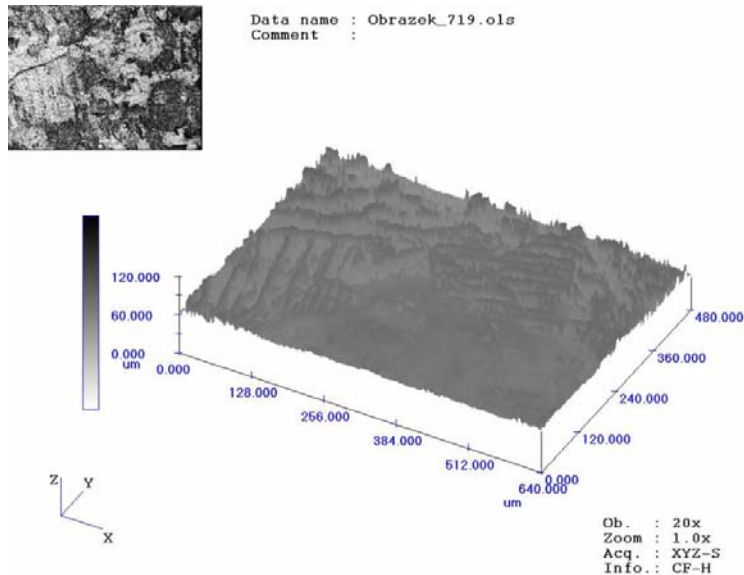 Data name : Obrazek_719.ols
Comment :
120.000
60.000
0.000
um
0.000
128.000
256.000
384.000
512.000
640.000
um
0.000
120.000
240.000
360.000
480.000
Z
Y
X
Ob. : 20x
Zoom : 1.0x
Acq. : XYZ-S
Info.: CF-H